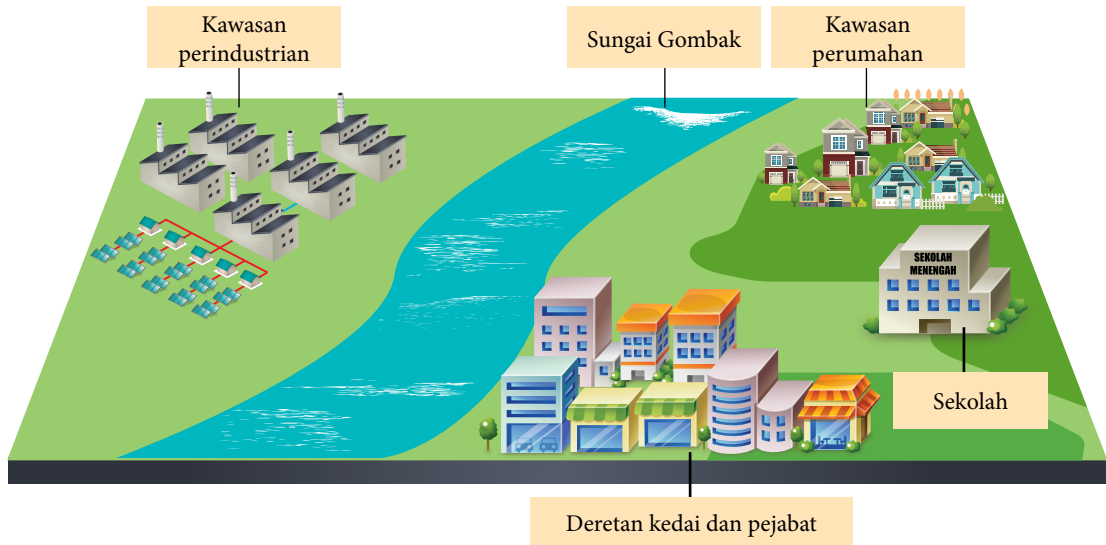 Kawasan
perindustrian
Sungai Gombak
Kawasan
perumahan
SEKOLAH
MENENGAH
Sekolah
Deretan kedai dan pejabat